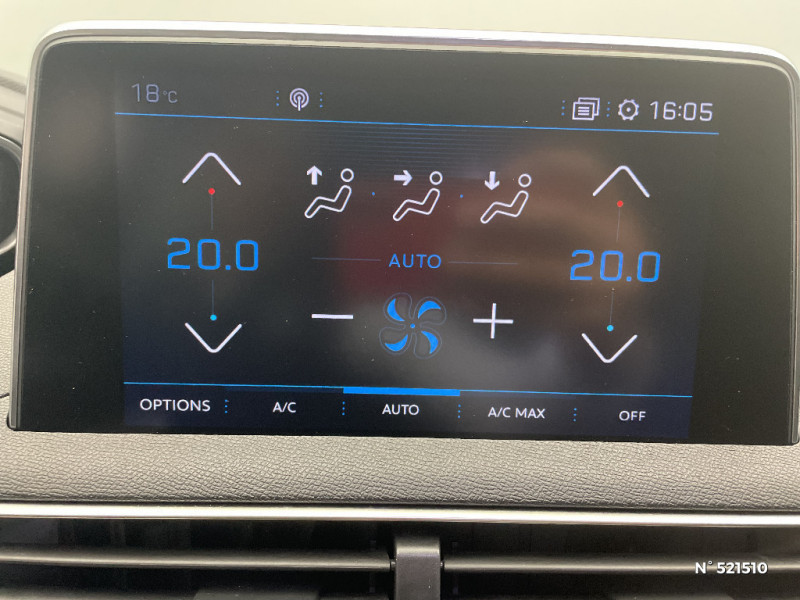 18°C 16:05
20.0 AUTO 20.0
OPTIONS A/C AUTO A/C MAX OFF
N° 521510